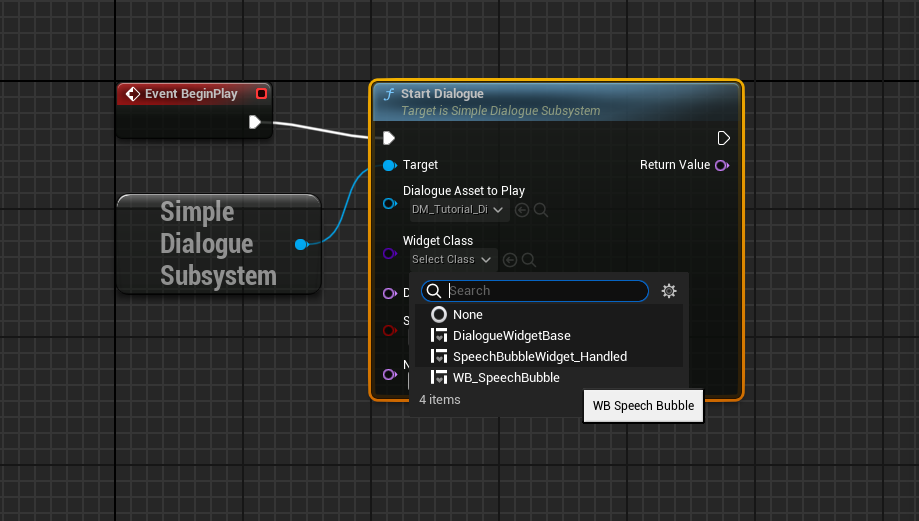 Event BeginPlay
f Start Dialogue
Target is Simple Dialogue Subsystem
Target
Return Value
Simple
Dialogue
Subsystem
Dialogue Asset to Play
DM_Tutorial_Di
Widget Class
Select Class
D
S
N
Search
None
DialogueWidgetBase
SpeechBubbleWidget_Handled
WB_SpeechBubble
4 items
WB Speech Bubble